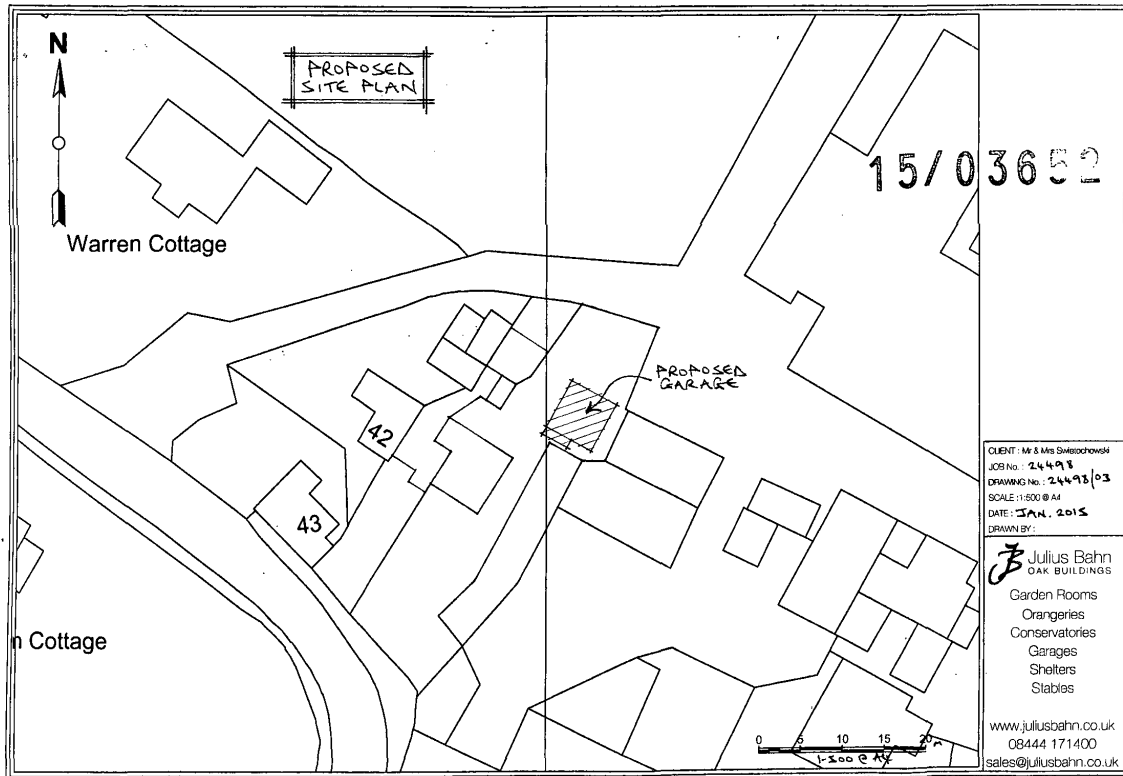 N
PROPOSED
SITE PLAN
15/03652
Warren Cottage
PROPOSED
GARAGE
42
43
n Cottage
0 5 10 15 20 m
1-500 @ A4
CLIENT : Mr & Mrs Swietochowski
JOB No. : 24498
DRAWING No. : 24498/03
SCALE : 1:500 @ A4
DATE : JAN. 2015
DRAWN BY :
JB Julius Bahn
OAK BUILDINGS
Garden Rooms
Orangeries
Conservatories
Garages
Shelters
Stables
www.juliusbahn.co.uk
08444 171400
sales@juliusbahn.co.uk